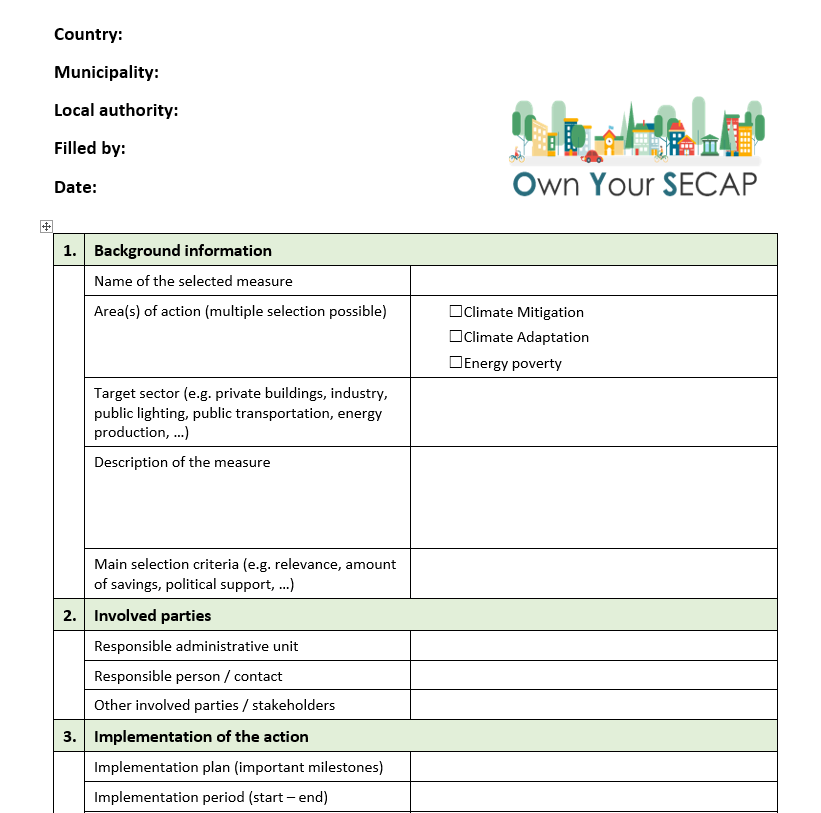 Country:
Municipality:
Local authority:
Filled by:
Date:
Own Your SECAP
1. Background information
Name of the selected measure
Area(s) of action (multiple selection possible)
☐Climate Mitigation
☐Climate Adaptation
☐Energy poverty
Target sector (e.g. private buildings, industry,
public lighting, public transportation, energy
production, …)
Description of the measure
Main selection criteria (e.g. relevance, amount
of savings, political support, …)
2. Involved parties
Responsible administrative unit
Responsible person / contact
Other involved parties / stakeholders
3. Implementation of the action
Implementation plan (important milestones)
Implementation period (start – end)